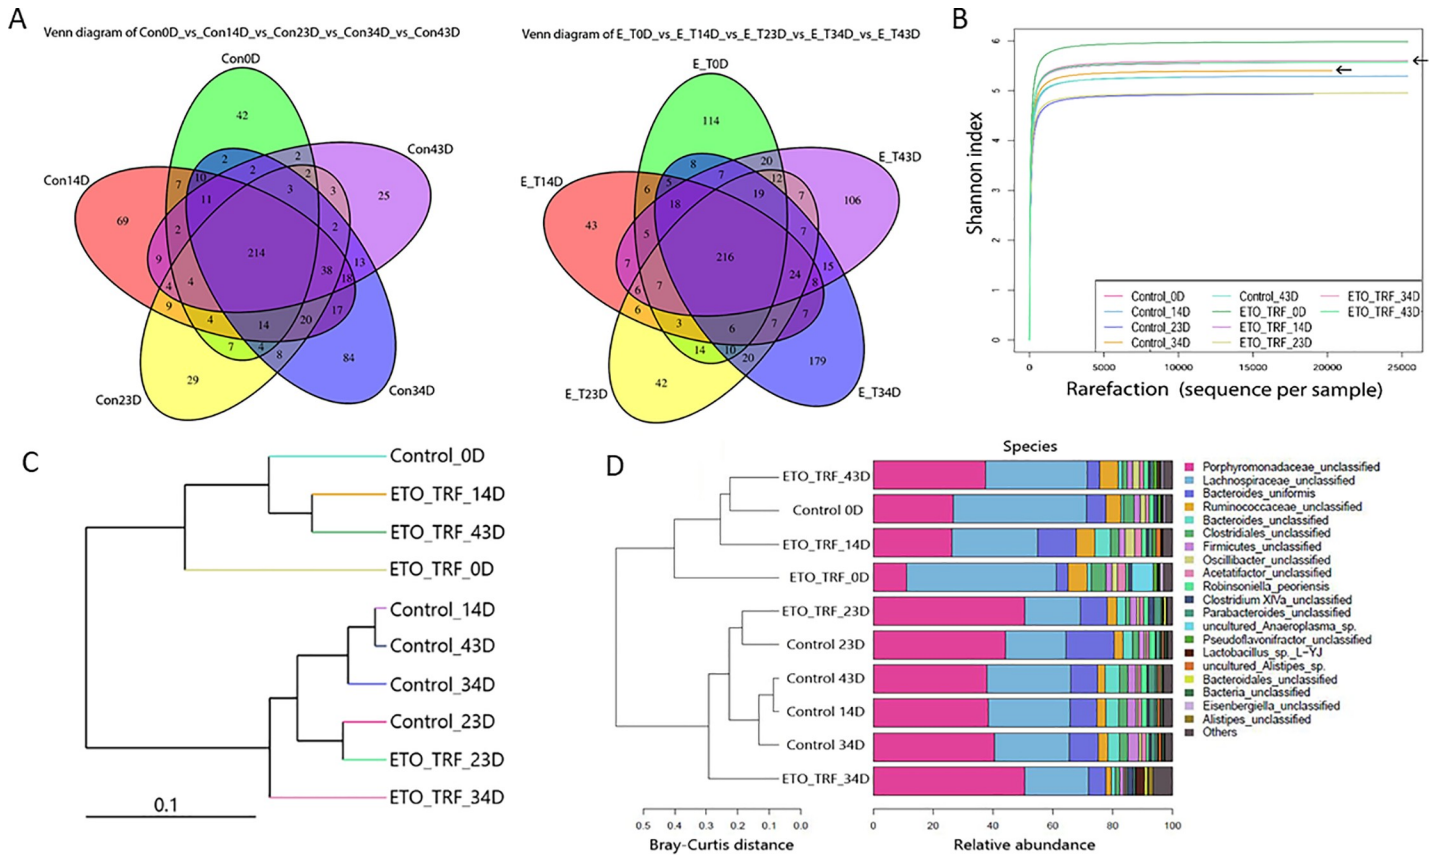 A
Venn diagram of Con0D_vs_Con14D_vs_Con23D_vs_Con34D_vs_Con43D
Con0D
Con43D
Con14D
Con23D
Con34D
42
2
2
2
2
7
10
11
3
3
25
69
2
9
214
38
13
18
4
4
9
4
14
20
17
7
4
8
84
29
Venn diagram of E_T0D_vs_E_T14D_vs_E_T23D_vs_E_T34D_vs_E_T43D
E_T0D
E_T43D
E_T14D
E_T23D
E_T34D
114
8
20
7
12
6
5
18
19
7
106
43
5
7
7
216
24
15
8
6
7
6
3
6
7
7
14
10
20
179
42
B
Shannon index
6
5
4
3
2
1
0
0
5000
10000
15000
20000
25000
Rarefaction (sequence per sample)
Control_0D
Control_14D
Control_23D
Control_34D
Control_43D
ETO_TRF_0D
ETO_TRF_14D
ETO_TRF_23D
ETO_TRF_34D
ETO_TRF_43D
C
Control_0D
ETO_TRF_14D
ETO_TRF_43D
ETO_TRF_0D
Control_14D
Control_43D
Control_34D
Control_23D
ETO_TRF_23D
ETO_TRF_34D
0.1
D
Species
ETO_TRF_43D
Control 0D
ETO_TRF_14D
ETO_TRF_0D
ETO_TRF_23D
Control 23D
Control 43D
Control 14D
Control 34D
ETO_TRF_34D
0.5 0.4 0.3 0.2 0.1 0.0
Bray-Curtis distance
0 20 40 60 80 100
Relative abundance
Porphyromonadaceae_unclassified
Lachnospiraceae_unclassified
Bacteroides_uniformis
Ruminococcaceae_unclassified
Bacteroides_unclassified
Clostridiales_unclassified
Firmicutes_unclassified
Oscillibacter_unclassified
Acetatifactor_unclassified
Robinsoniella_peoriensis
Clostridium XlVa_unclassified
Parabacteroides_unclassified
uncultured_Anaeroplasma_sp.
Pseudoflavonifractor_unclassified
Lactobacillus_sp._L-YJ
uncultured_Alistipes_sp.
Bacteroidales_unclassified
Bacteria_unclassified
Eisenbergiella_unclassified
Alistipes_unclassified
Others